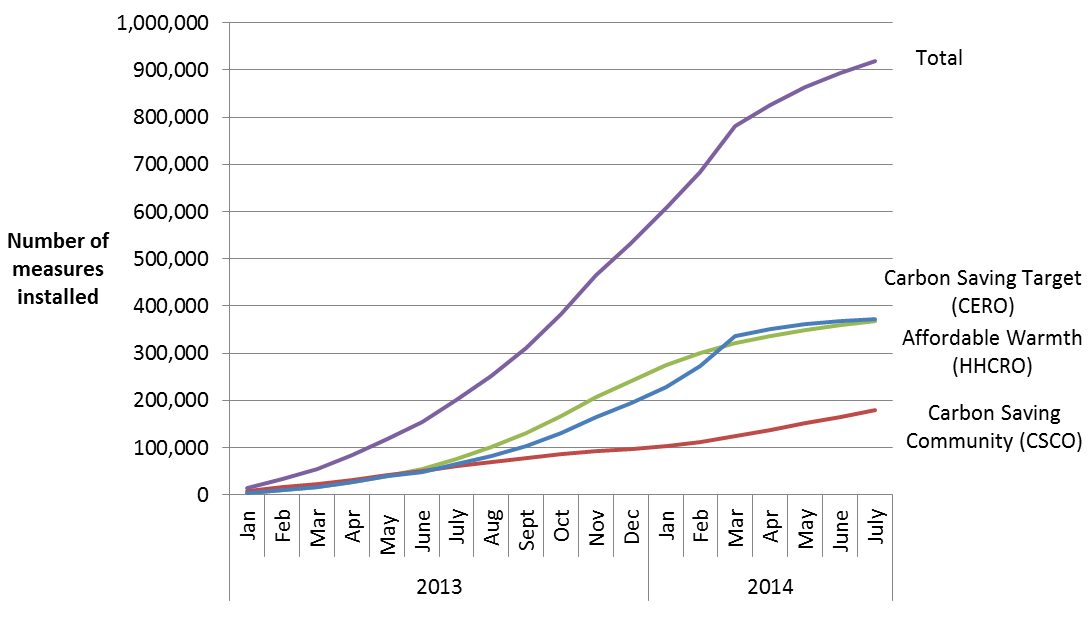 1,000,000
900,000
800,000
700,000
600,000
500,000
400,000
300,000
200,000
100,000
0
Number of
measures
installed
Total
Carbon Saving Target
(CERO)
Affordable Warmth
(HHCRO)
Carbon Saving
Community (CSCO)
Jan Feb Mar Apr May June July Aug Sept Oct Nov Dec Jan Feb Mar Apr May June July
2013 2014